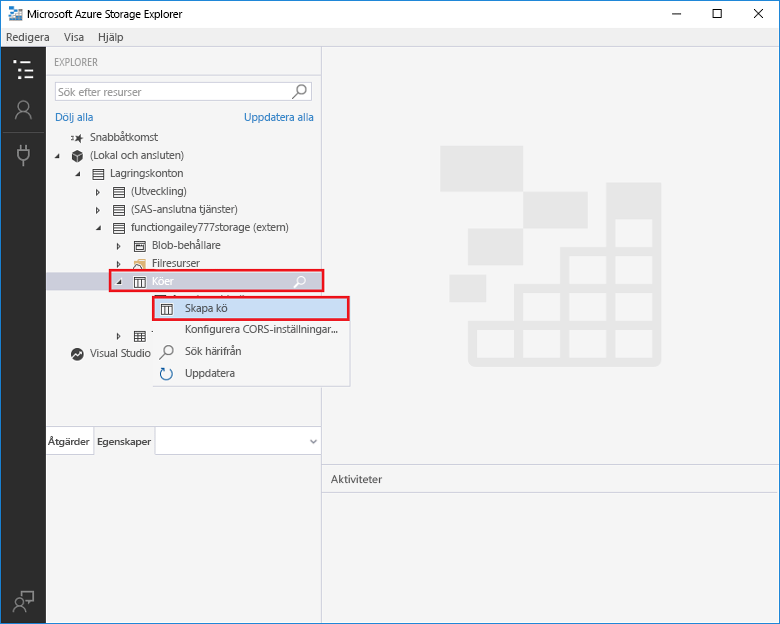 Microsoft Azure Storage Explorer
Redigera Visa Hjälp
EXPLORER
Sök efter resurser
Dölj alla Uppdatera alla
Snabbåtkomst
(Lokal och ansluten)
Lagringskonton
(Utveckling)
(SAS-anslutna tjänster)
functiongailey777storage (extern)
Blob-behållare
Filresurser
Köer
Skapa kö
Konfigurera CORS-inställningar...
Visual Studio
Sök härifrån
Uppdatera
Åtgärder Egenskaper
Aktiviteter